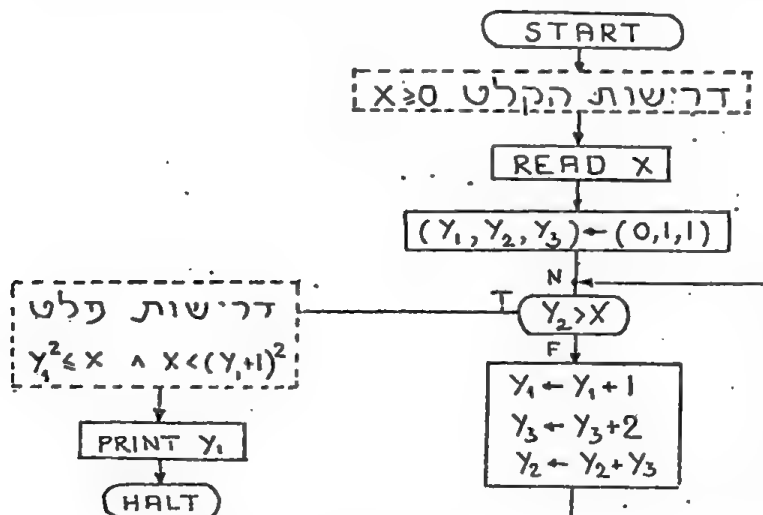 START
דרישות הקלט X≥0
READ X
(Y₁, Y₂, Y₃) ← (0,1,1)
N
Y₂>X
T
F
דרישות פלט
Y₁² ≤ X ∧ X < (Y₁+1)²
Y₁ ← Y₁+1
Y₃ ← Y₃+2
Y₂ ← Y₂+Y₃
PRINT Y₁
HALT